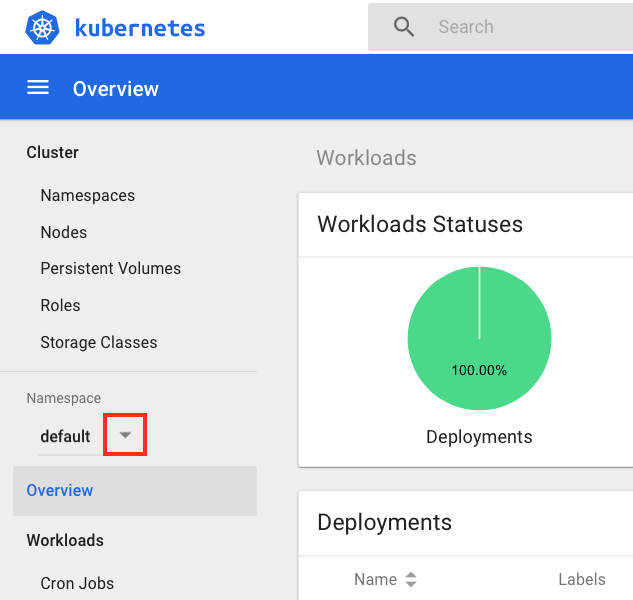 kubernetes
Search
Overview
Cluster
Namespaces
Nodes
Persistent Volumes
Roles
Storage Classes
Namespace
default
Overview
Workloads
Cron Jobs
Workloads
Workloads Statuses
100.00%
Deployments
Deployments
Name Labels